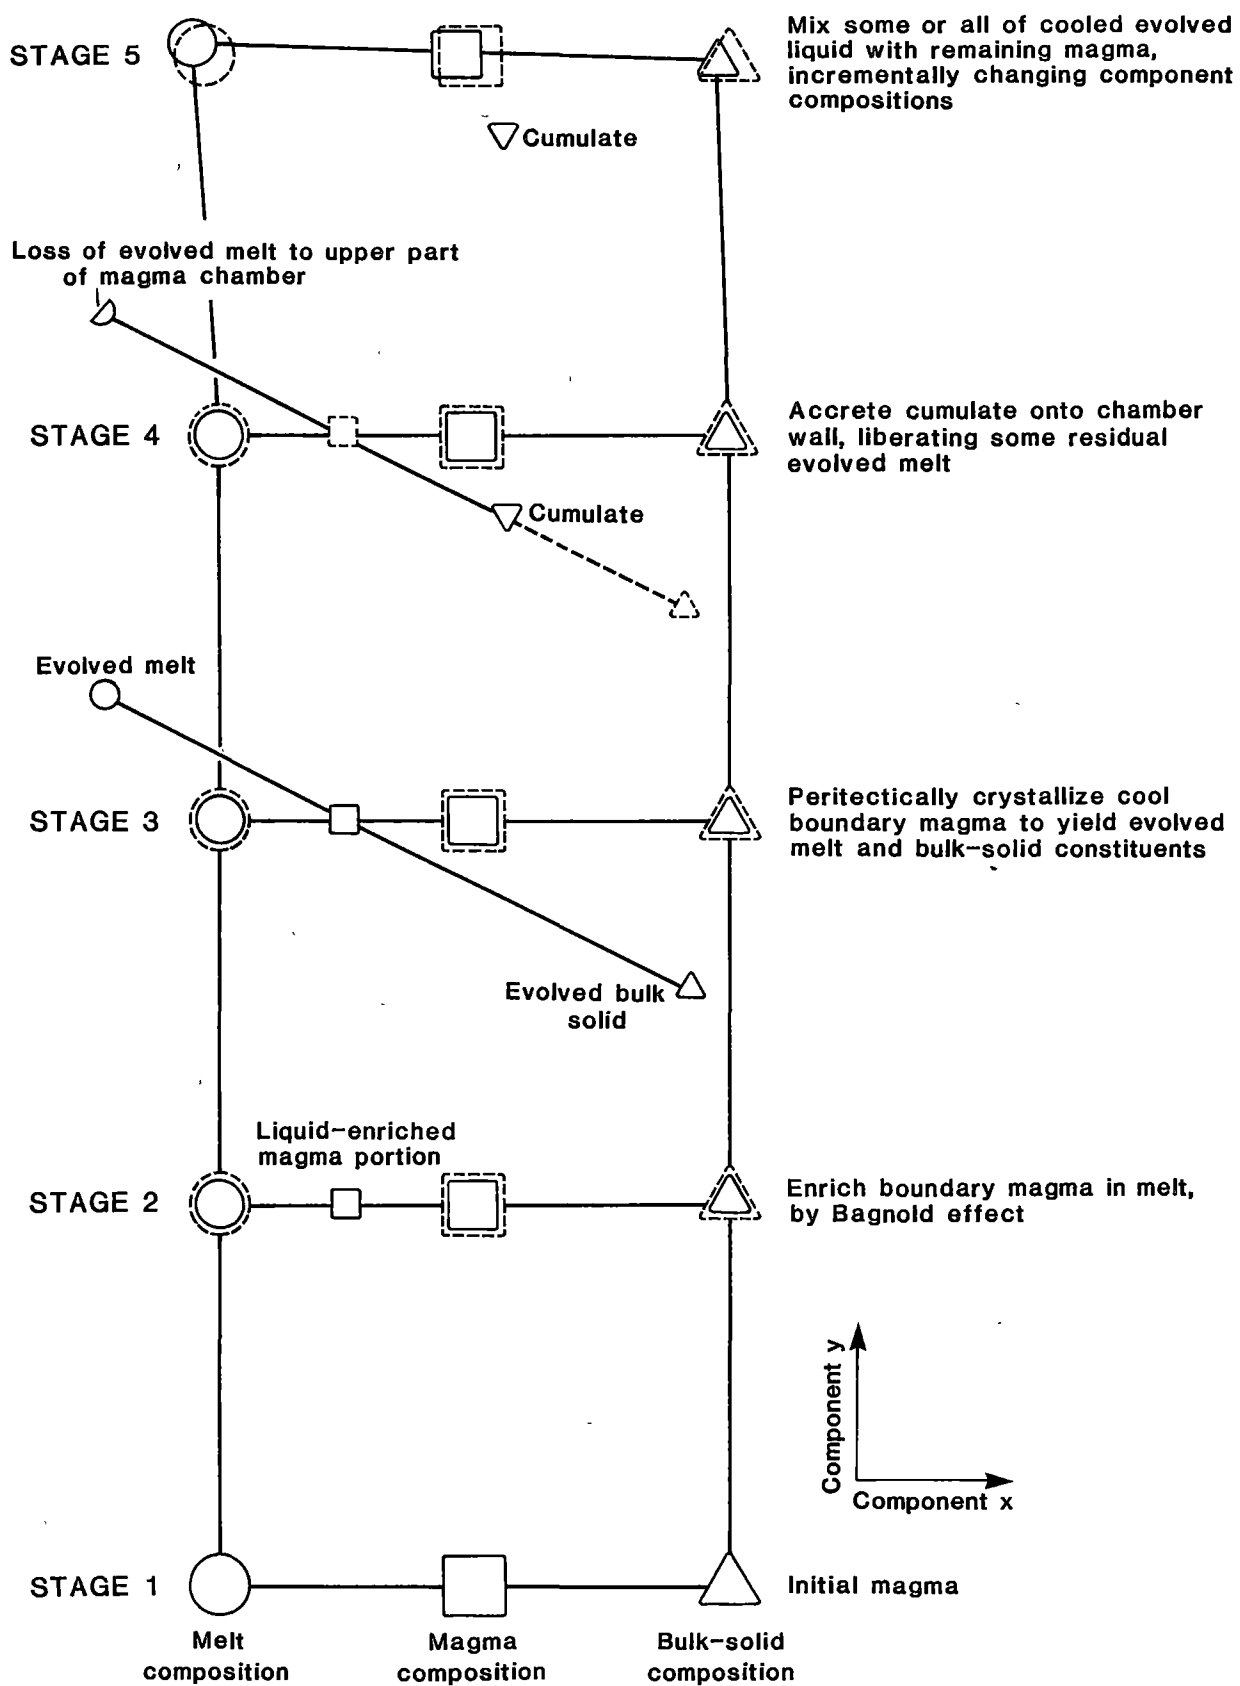 STAGE 5
Mix some or all of cooled evolved
liquid with remaining magma,
incrementally changing component
compositions
Cumulate
Loss of evolved melt to upper part
of magma chamber
STAGE 4
Accrete cumulate onto chamber
wall, liberating some residual
evolved melt
Cumulate
Evolved melt
STAGE 3
Peritectically crystallize cool
boundary magma to yield evolved
melt and bulk-solid constituents
Evolved bulk
solid
Liquid-enriched
magma portion
STAGE 2
Enrich boundary magma in melt,
by Bagnold effect
Component y
Component x
STAGE 1
Initial magma
Melt
composition
Magma
composition
Bulk-solid
composition